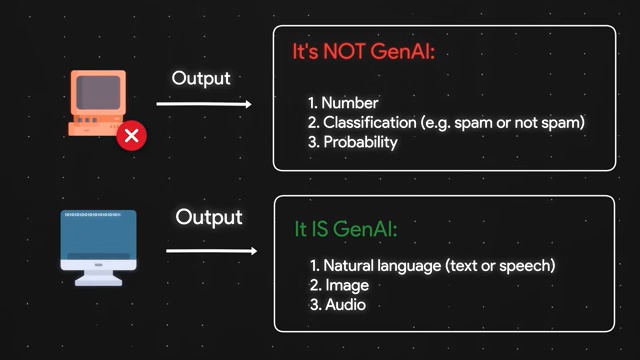 Output
It's NOT GenAI:
1. Number
2. Classification (e.g. spam or not spam)
3. Probability
Output
It IS GenAI:
1. Natural language (text or speech)
2. Image
3. Audio